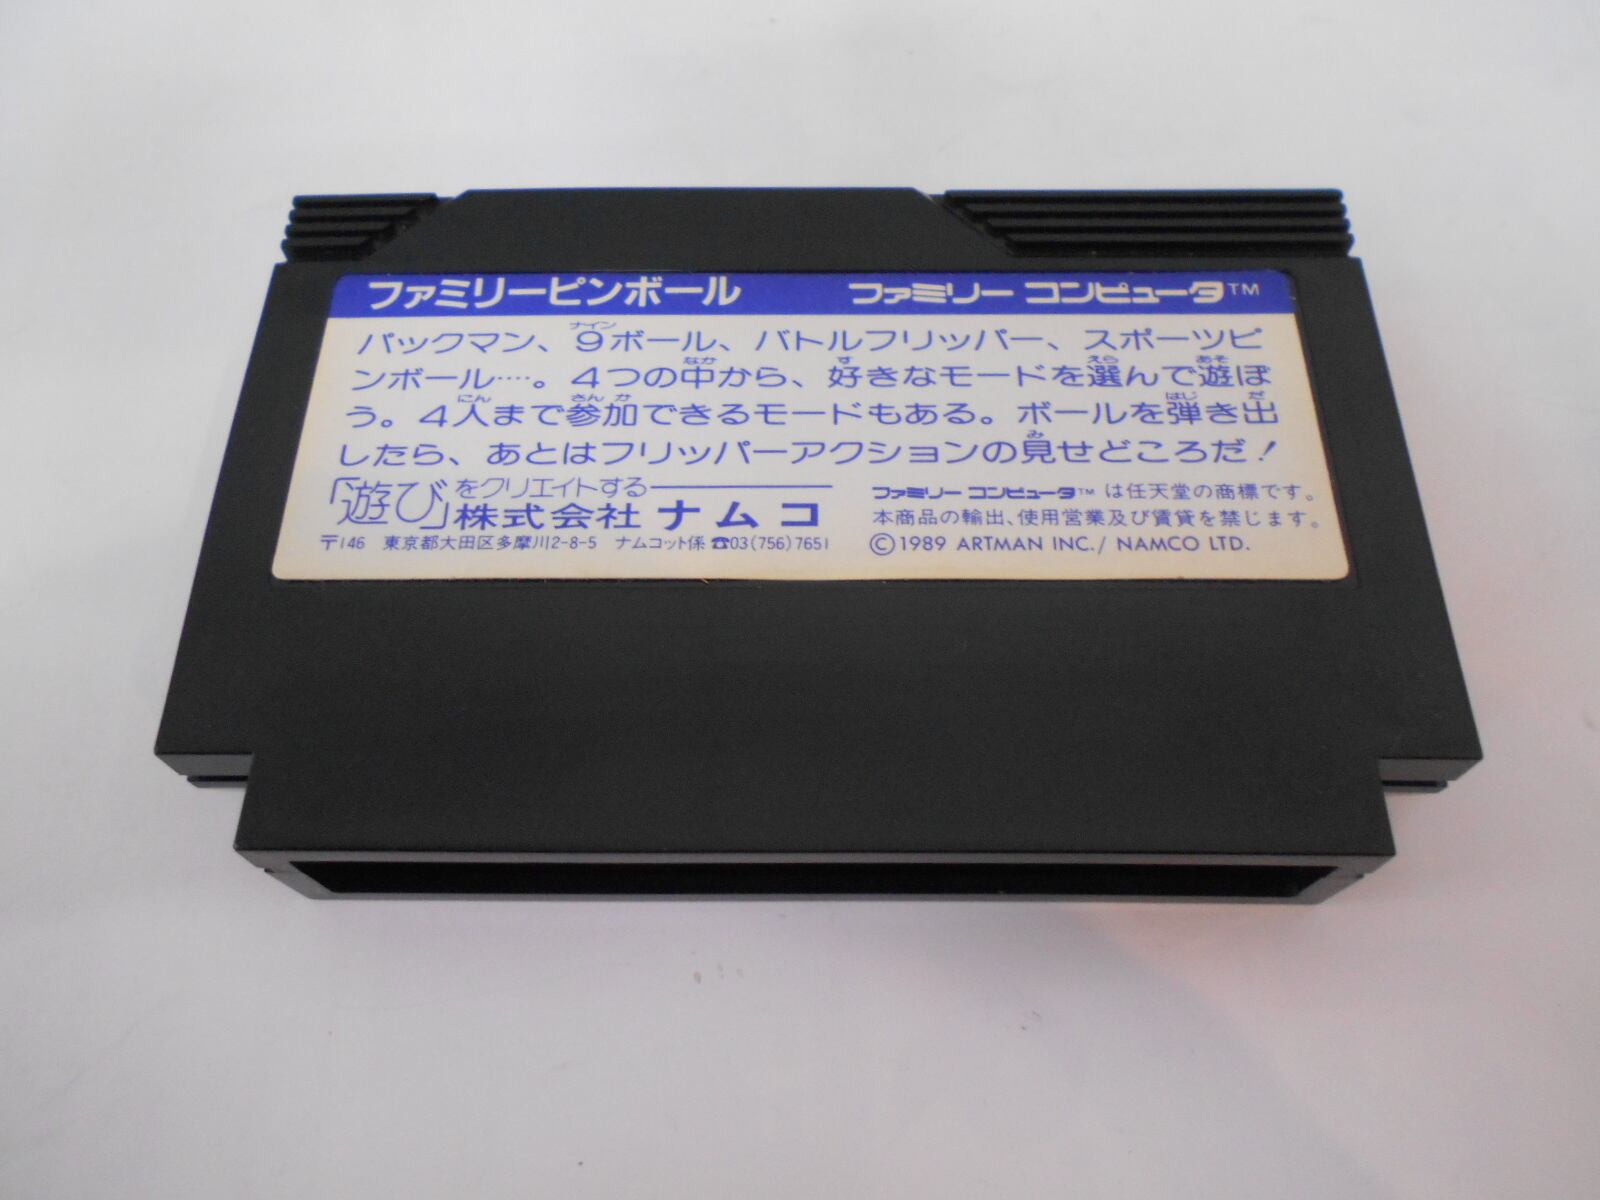 ファミリーピンボール ファミリー コンピュータ™
パックマン、9ボール、バトルフリッパー、スポーツピ
ンボール‥‥。4つの中から、好きなモードを選んで遊ぼ
う。4人まで参加できるモードもある。ボールを弾き出
したら、あとはフリッパーアクションの見せどころだ!
「遊び」をクリエイトする
株式会社 ナムコ
〒146 東京都大田区多摩川2-8-5 ナムコット係 ☎03(756)7651
ファミリー コンピュータ™ は任天堂の商標です。
本商品の輸出、使用営業及び賃貸を禁じます。
©1989 ARTMAN INC./ NAMCO LTD.